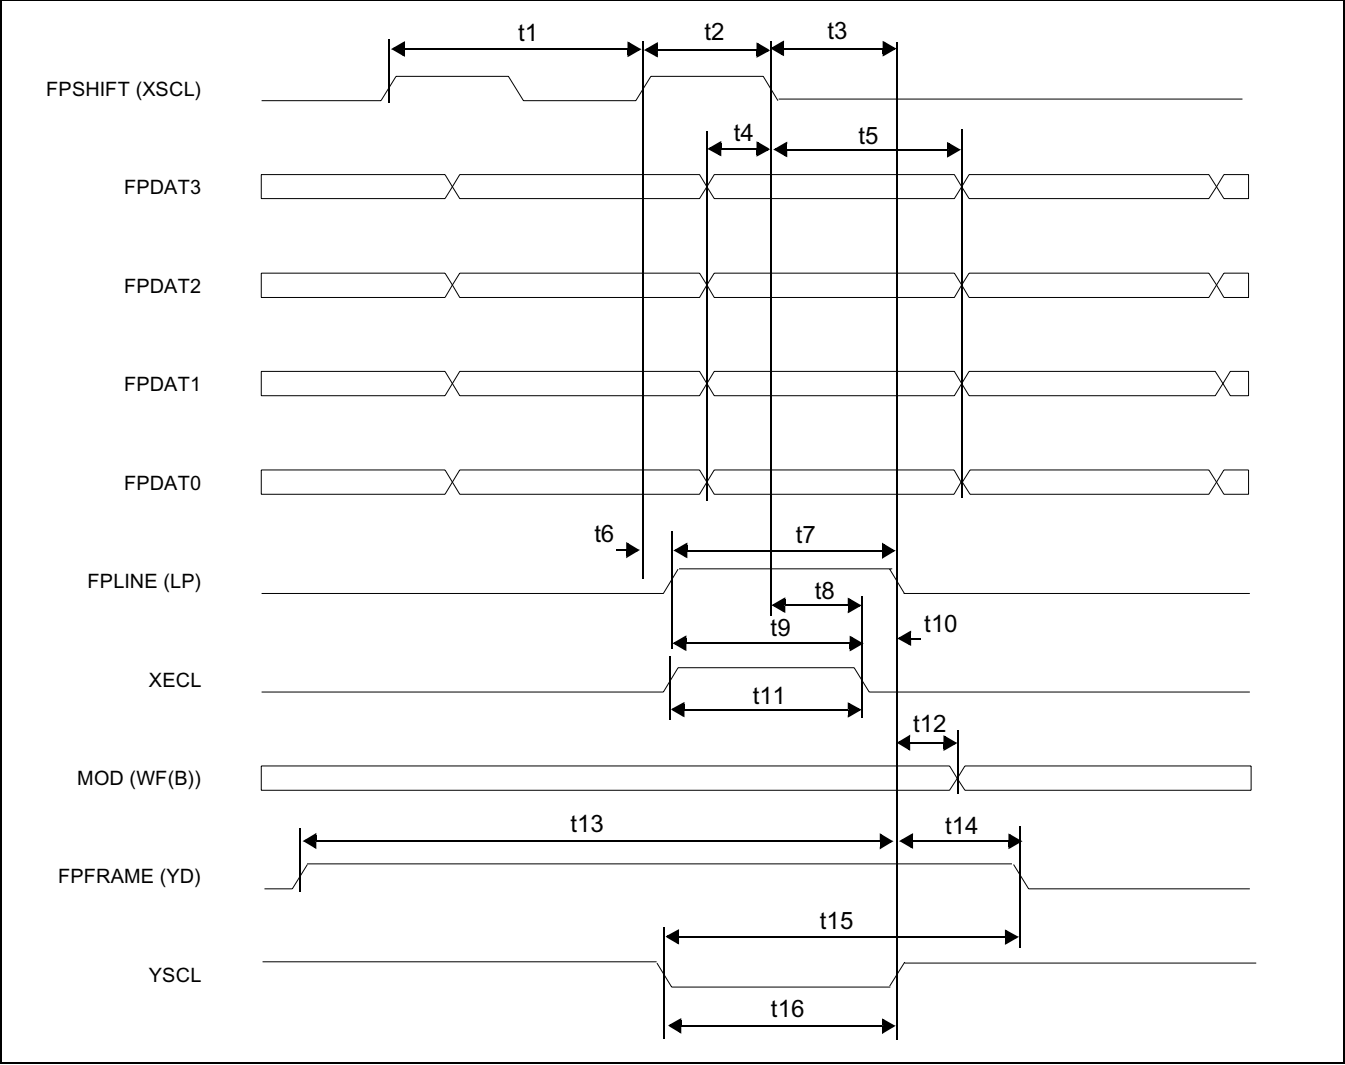 t1 t2 t3
FPSHIFT (XSCL)
t4 t5
FPDAT3
FPDAT2
FPDAT1
FPDAT0
t6 t7
FPLINE (LP)
t8
t9 t10
XECL
t11
t12
MOD (WF(B))
t13 t14
FPFRAME (YD)
t15
YSCL
t16